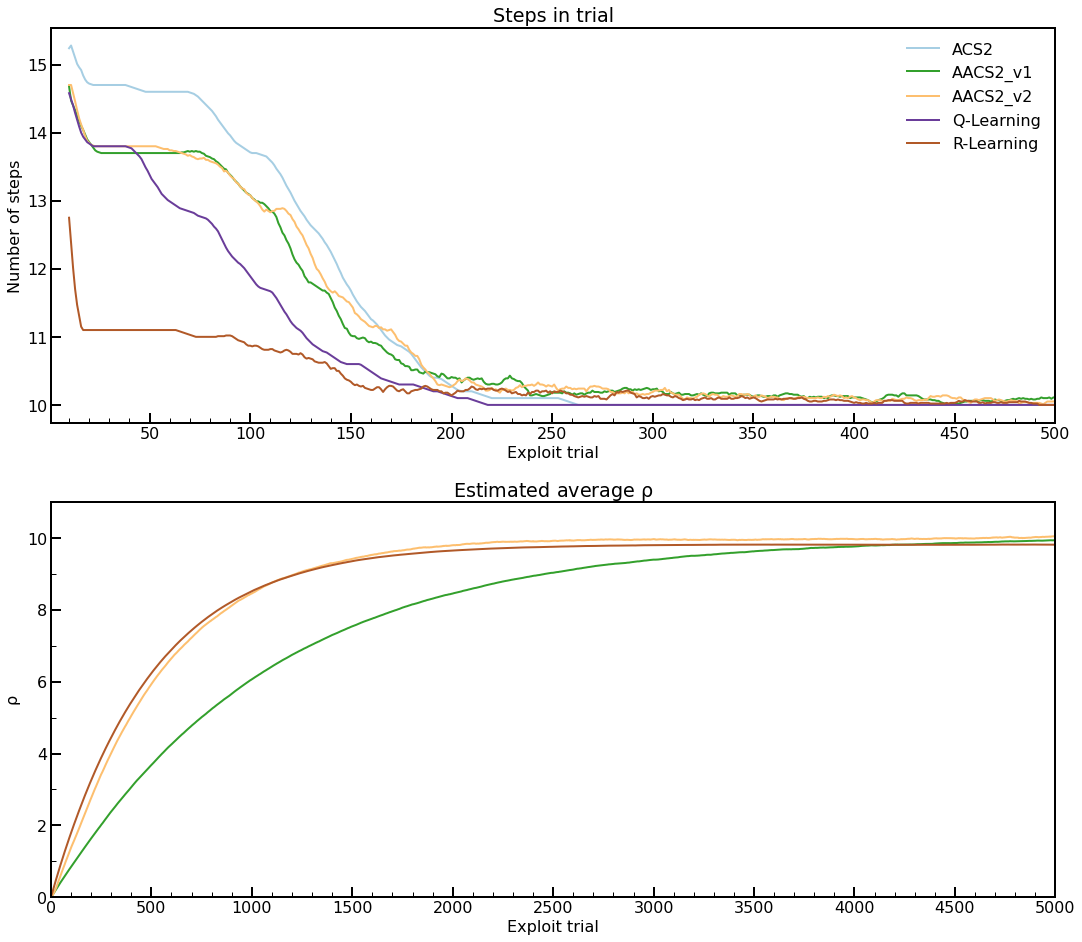 Steps in trial
Number of steps
15
14
13
12
11
10
ACS2
AACS2_v1
AACS2_v2
Q-Learning
R-Learning
50 100 150 200 250 300 350 400 450 500
Exploit trial
Estimated average ρ
ρ
10
8
6
4
2
0
0 500 1000 1500 2000 2500 3000 3500 4000 4500 5000
Exploit trial